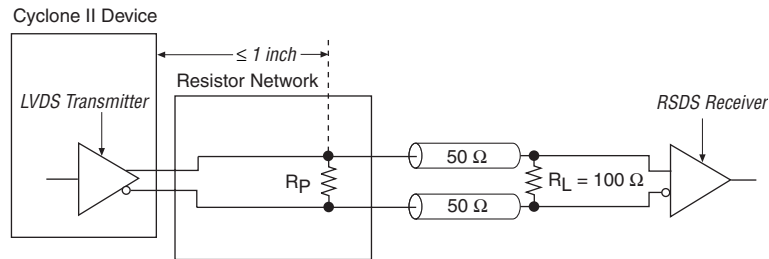 Cyclone II Device
≤ 1 inch
Resistor Network
LVDS Transmitter
RSDS Receiver
50 Ω
RP
RL = 100 Ω
50 Ω